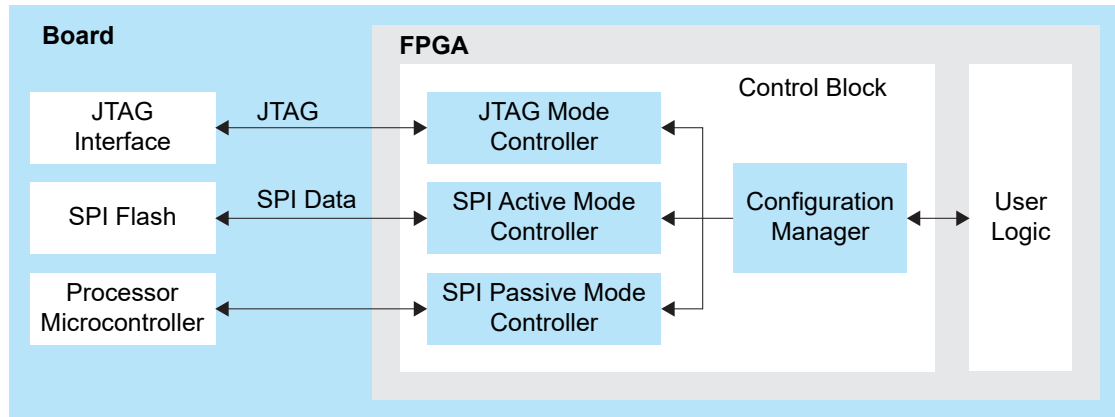 Board
FPGA
Control Block
JTAG
Interface
JTAG
JTAG Mode
Controller
SPI Flash
SPI Data
SPI Active Mode
Controller
Configuration
Manager
User
Logic
Processor
Microcontroller
SPI Passive Mode
Controller